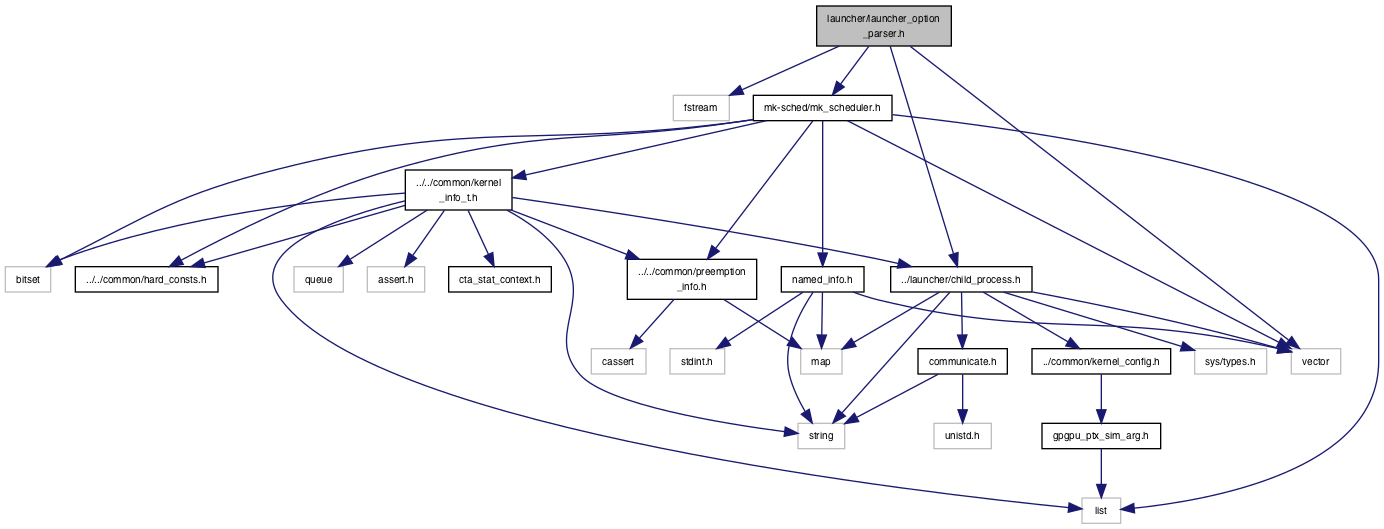 launcher/launcher_option
_parser.h
fstream
mk-sched/mk_scheduler.h
../../common/kernel
_info_t.h
bitset
../../common/hard_consts.h
queue
assert.h
cta_stat_context.h
../../common/preemption
_info.h
named_info.h
../launcher/child_process.h
cassert
stdint.h
map
communicate.h
../common/kernel_config.h
sys/types.h
vector
string
unistd.h
gpgpu_ptx_sim_arg.h
list